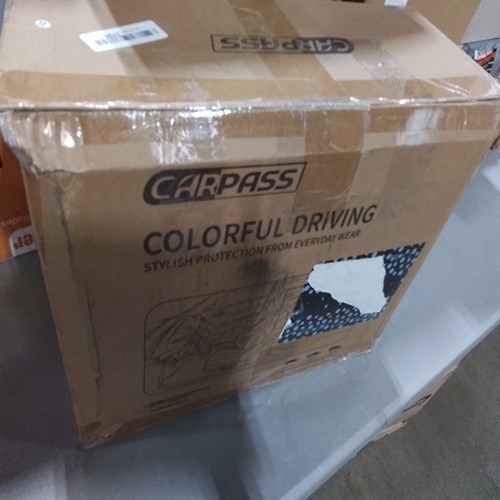 CARPASS
CARPASS
COLORFUL DRIVING
STYLISH PROTECTION FROM EVERYDAY WEAR